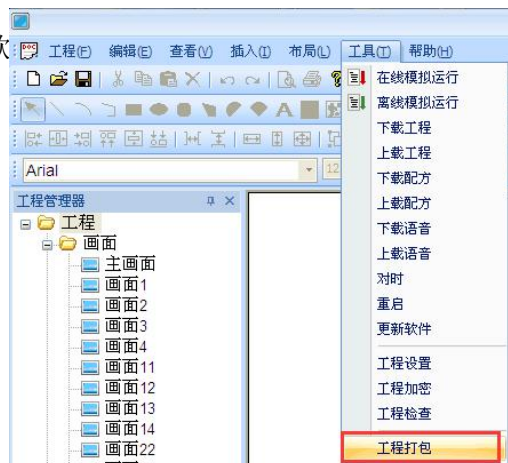 欢
工程(F) 编辑(E) 查看(V) 插入(I) 布局(L) 工具(T) 帮助(H)
Arial 12
工程管理器
工程
画面
主画面
画面1
画面2
画面3
画面4
画面11
画面12
画面13
画面14
画面22
在线模拟运行
离线模拟运行
下载工程
上载工程
下载配方
上载配方
下载语音
上载语音
对时
重启
更新软件
工程设置
工程加密
工程检查
工程打包